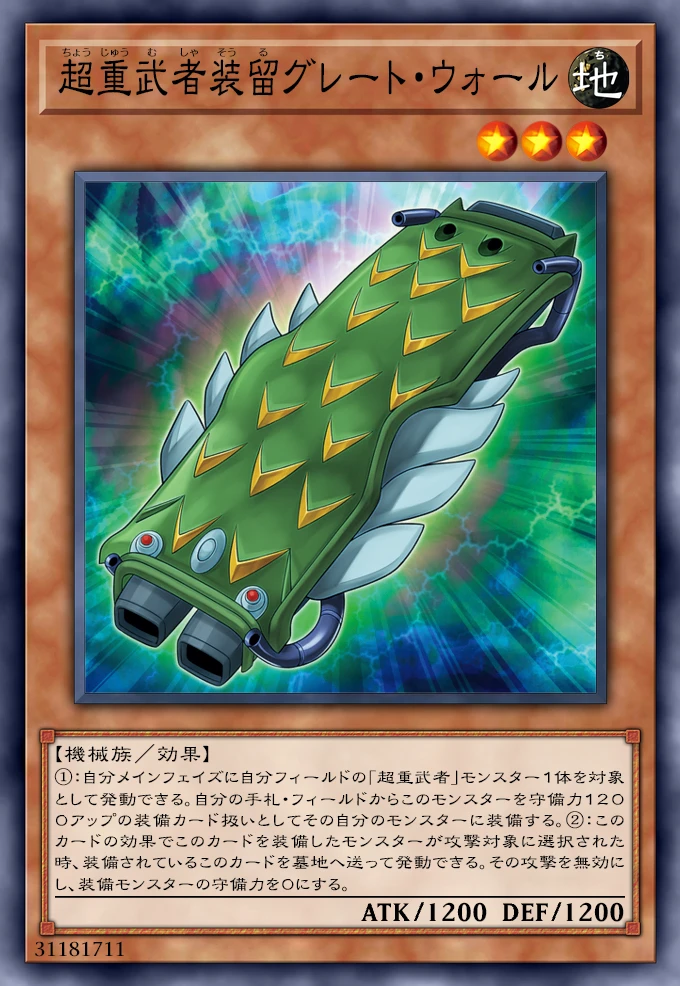 ちょうじゅうむしゃそうる
超重武者装留グレート・ウォール
ち
地
【機械族／効果】
①：自分メインフェイズに自分フィールドの「超重武者」モンスター１体を対象
として発動できる。自分の手札・フィールドからこのモンスターを守備力１２０
０アップの装備カード扱いとしてその自分のモンスターに装備する。②：この
カードの効果でこのカードを装備したモンスターが攻撃対象に選択された
時、装備されているこのカードを墓地へ送って発動できる。その攻撃を無効に
し、装備モンスターの守備力を０にする。
ATK/1200 DEF/1200
31181711